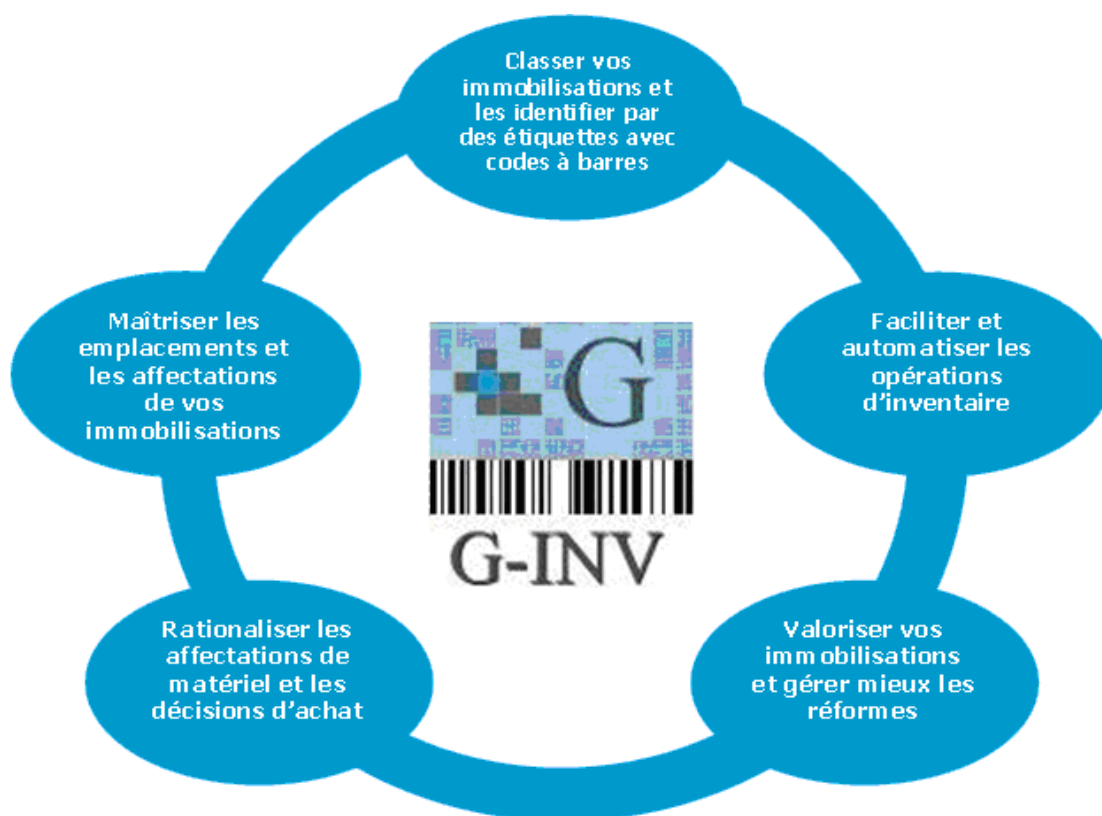 Classer vos
immobilisations et
les identifier par
des étiquettes avec
codes à barres
Maîtriser les
emplacements et
les affectations
de vos
immobilisations
Faciliter et
automatiser les
opérations
d'inventaire
G
G-INV
Rationaliser les
affectations de
matériel et les
décisions d'achat
Valoriser vos
immobilisations
et gérer mieux les
réformes